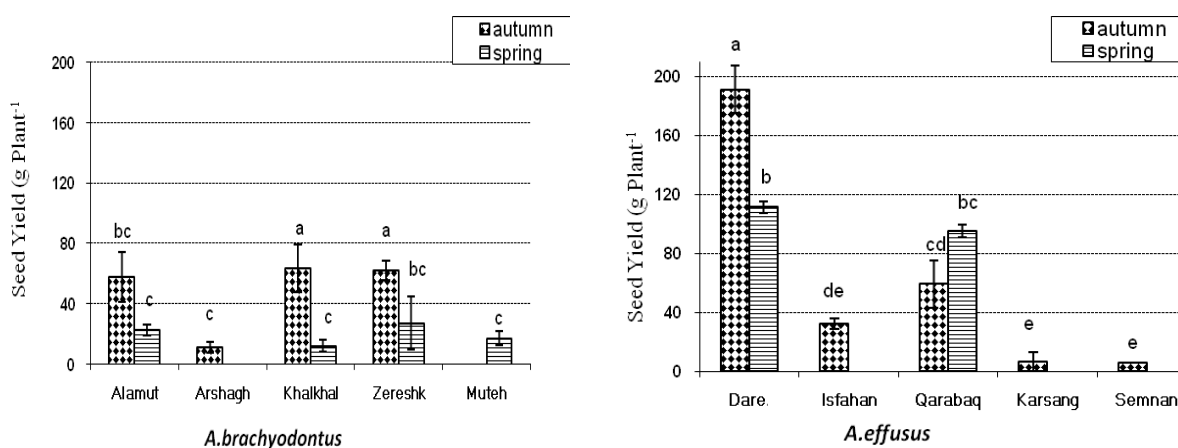 autumn
spring
200
160
120
80
40
0
Seed Yield (g Plant-1
bc
c
c
a
c
a
bc
c
Alamut
Arshagh
Khalkhal
Zereshk
Muteh
A.brachyodontus
autumn
spring
200
160
120
80
40
0
Seed Yield (g Plant-1
a
b
de
cd
bc
e
e
Dare.
Isfahan
Qarabaq
Karsang
Semnan
A.effusus